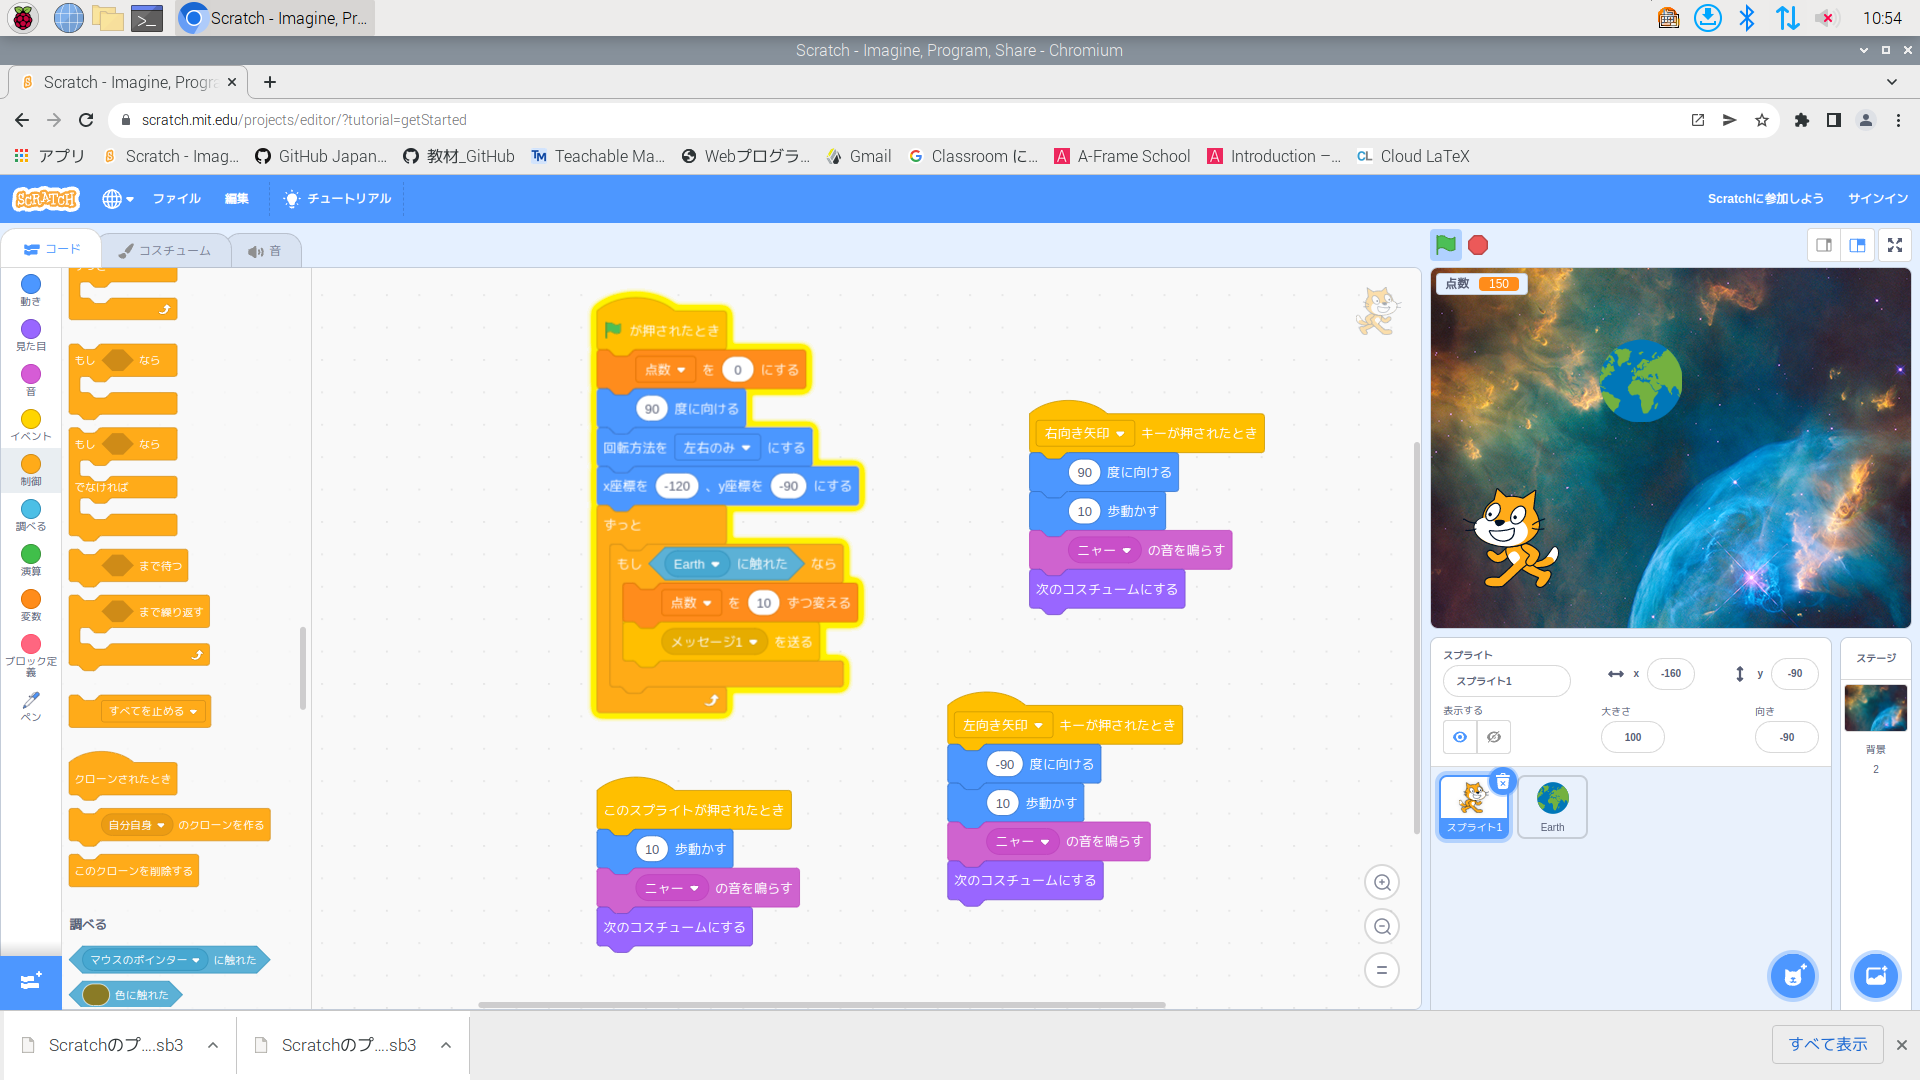 Scratch - Imagine, Pr...
10:54
Scratch - Imagine, Program, Share - Chromium
Scratch - Imagine, Progra
scratch.mit.edu/projects/editor/?tutorial=getStarted
アプリ
Scratch - Imag...
GitHub Japan...
教材_GitHub
Teachable Ma...
Webプログラ...
Gmail
Classroom に...
A-Frame School
Introduction –...
Cloud LaTeX
SCRATCH
ファイル
編集
チュートリアル
Scratchに参加しよう
サインイン
コード
コスチューム
音
動き
見た目
音
イベント
制御
調べる
演算
変数
ブロック定
義
ペン
もし なら
もし なら
でなければ
まで待つ
まで繰り返す
すべてを止める
クローンされたとき
自分自身 のクローンを作る
このクローンを削除する
調べる
マウスのポインター に触れた
色に触れた
が押されたとき
点数 を 0 にする
90 度に向ける
回転方法を 左右のみ にする
x座標を -120 、y座標を -90 にする
ずっと
もし Earth に触れた なら
点数 を 10 ずつ変える
メッセージ1 を送る
このスプライトが押されたとき
10 歩動かす
ニャー の音を鳴らす
次のコスチュームにする
右向き矢印 キーが押されたとき
90 度に向ける
10 歩動かす
ニャー の音を鳴らす
次のコスチュームにする
左向き矢印 キーが押されたとき
-90 度に向ける
10 歩動かす
ニャー の音を鳴らす
次のコスチュームにする
点数 150
スプライト
スプライト1
x -160
y -90
表示する
大きさ
100
向き
-90
スプライト1
Earth
ステージ
背景
2
Scratchのプ....sb3
Scratchのプ....sb3
すべて表示